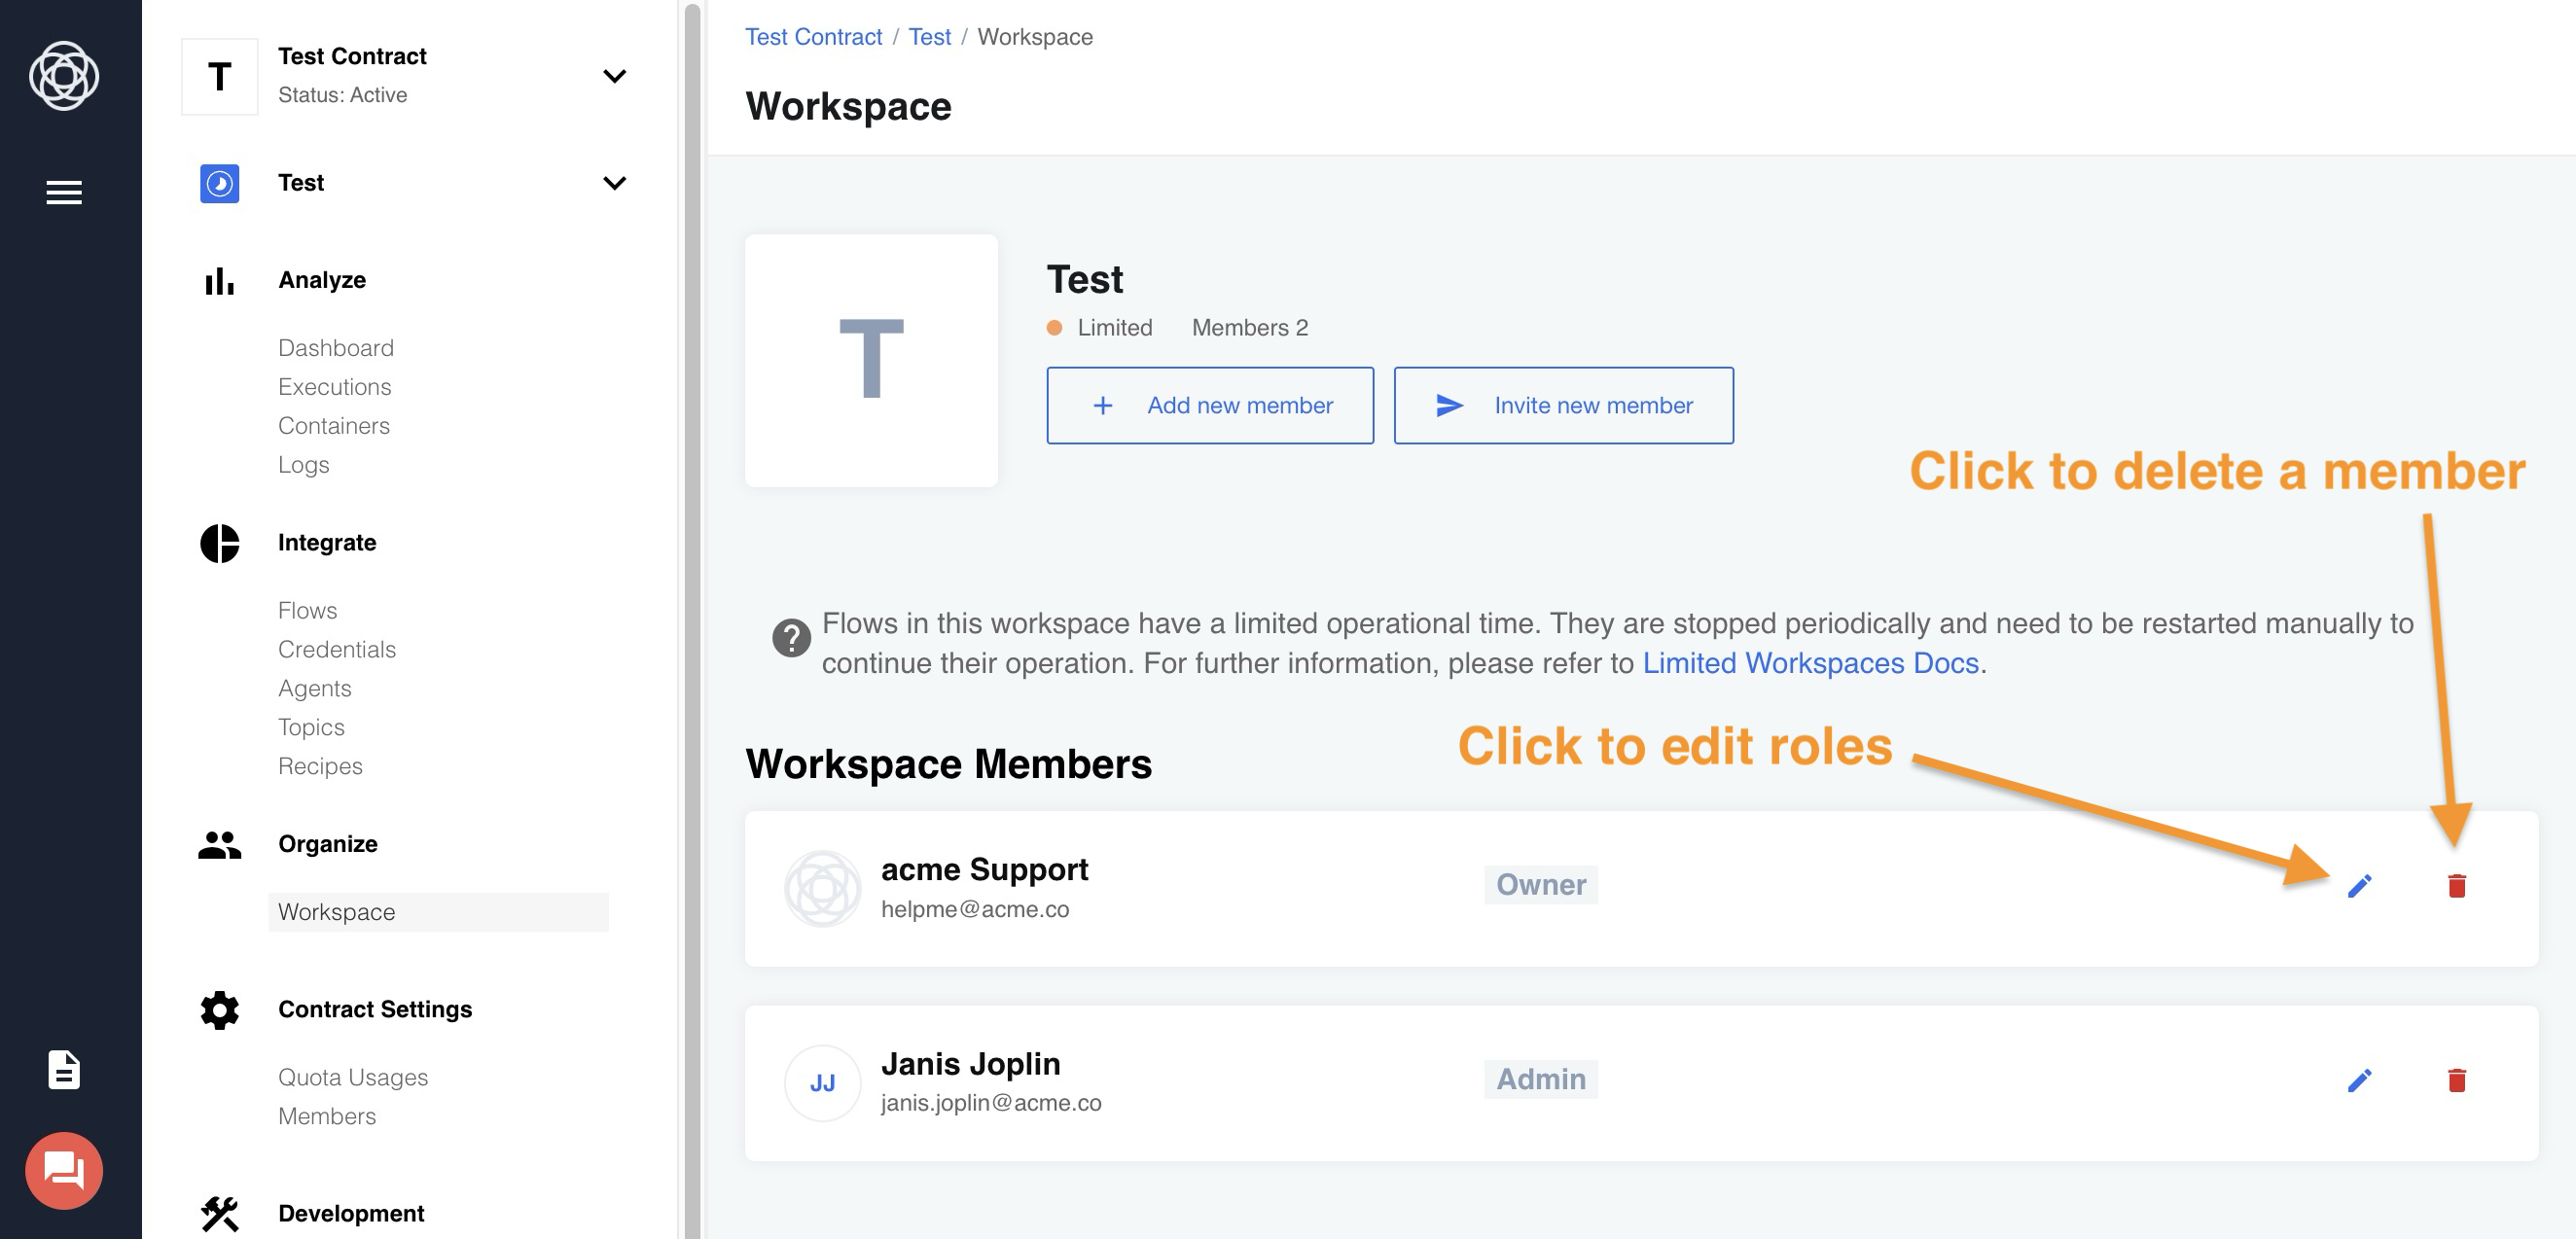 T
Test Contract
Status: Active
Test
Analyze
Dashboard
Executions
Containers
Logs
Integrate
Flows
Credentials
Agents
Topics
Recipes
Organize
Workspace
Contract Settings
Quota Usages
Members
Development
Test Contract / Test / Workspace
Workspace
T
Test
Limited Members 2
+ Add new member
Invite new member
Click to delete a member
? Flows in this workspace have a limited operational time. They are stopped periodically and need to be restarted manually to
continue their operation. For further information, please refer to Limited Workspaces Docs.
Click to edit roles
Workspace Members
acme Support
helpme@acme.co
Owner
JJ
Janis Joplin
janis.joplin@acme.co
Admin